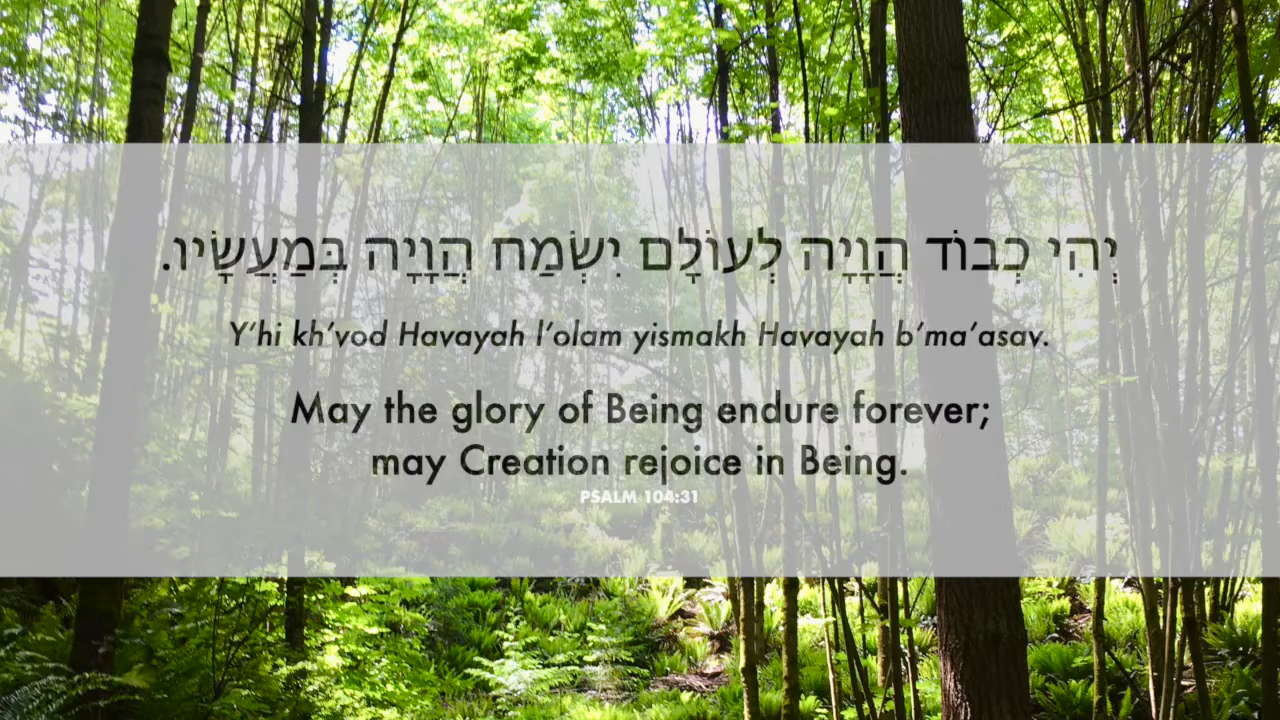 יְהִי כְבוֹד הֲוָיָה לְעוֹלָם יִשְׂמַח הֲוָיָה בְּמַעֲשָׂיו.
Y’hi kh’vod Havayah l’olam yismakh Havayah b’ma’asav.
May the glory of Being endure forever;
may Creation rejoice in Being.
PSALM 104:31